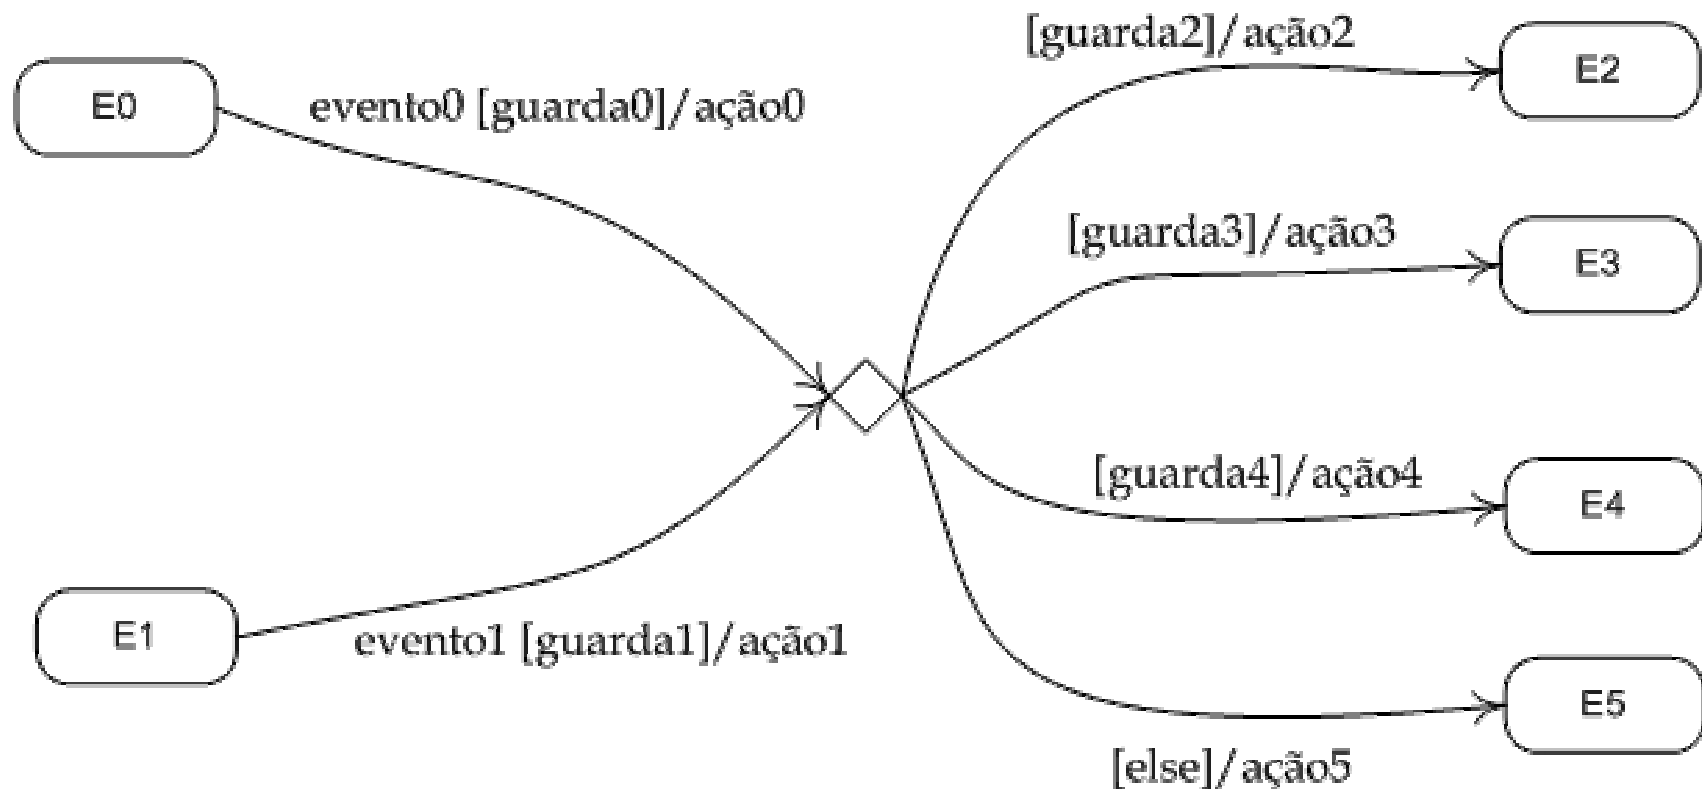 [guarda2]/ação2
E2
E0
evento0 [guarda0]/ação0
[guarda3]/ação3
E3
[guarda4]/ação4
E4
E1
evento1 [guarda1]/ação1
E5
[else]/ação5